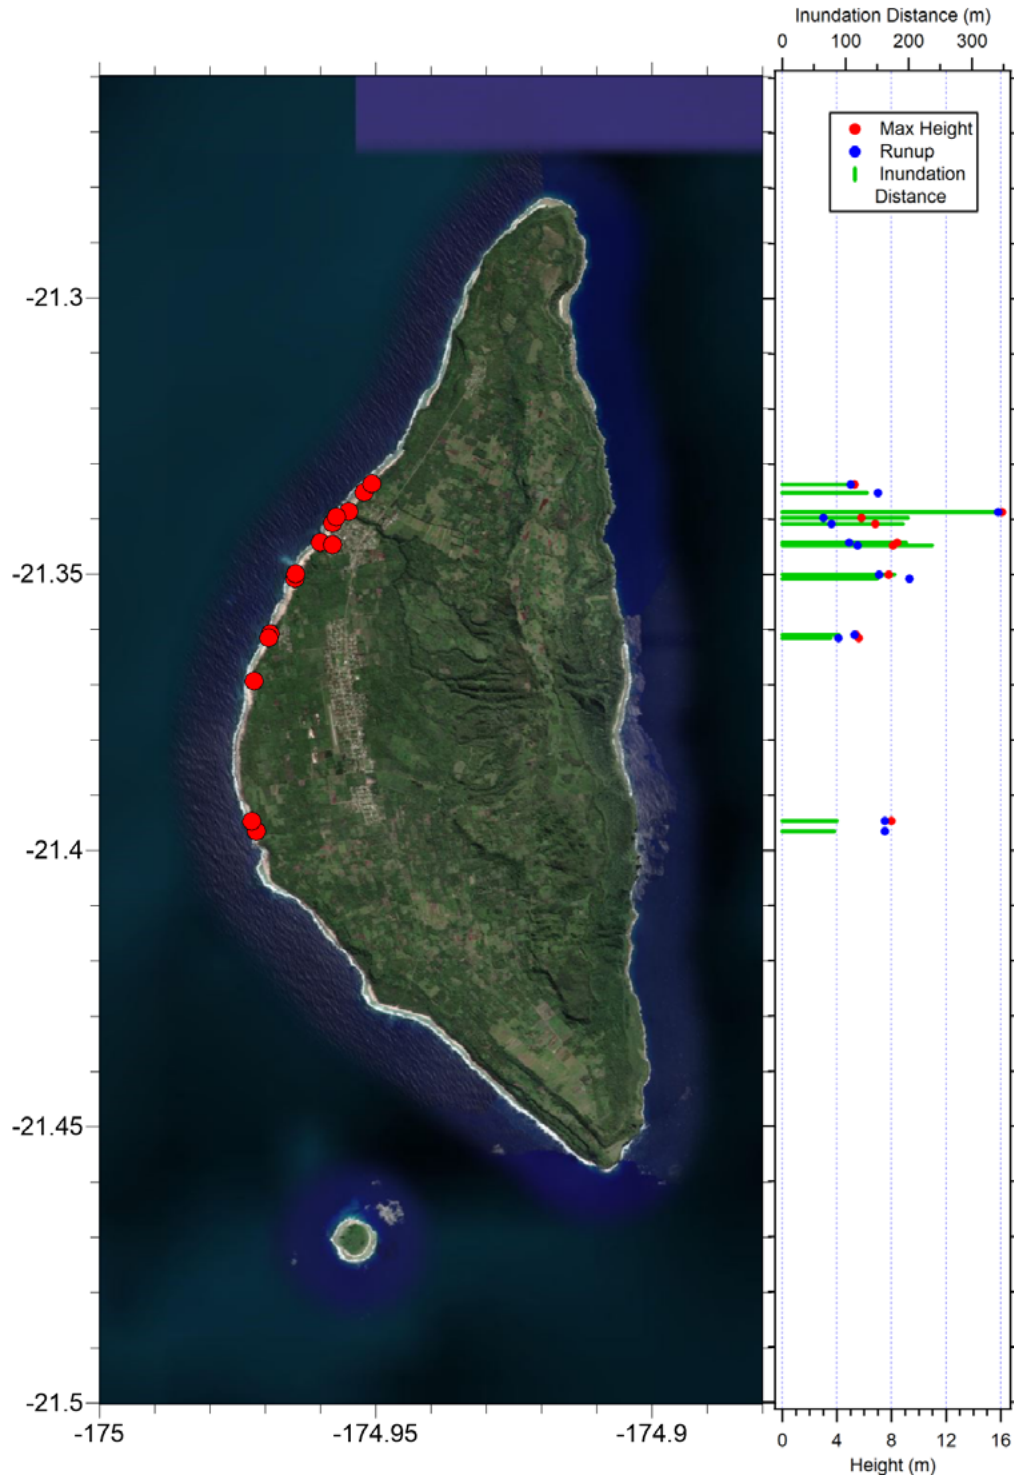 Inundation Distance (m)
0 100 200 300
Max Height
Runup
Inundation
Distance
-21.3
-21.35
-21.4
-21.45
-21.5
-175 -174.95 -174.9
0 4 8 12 16
Height (m)